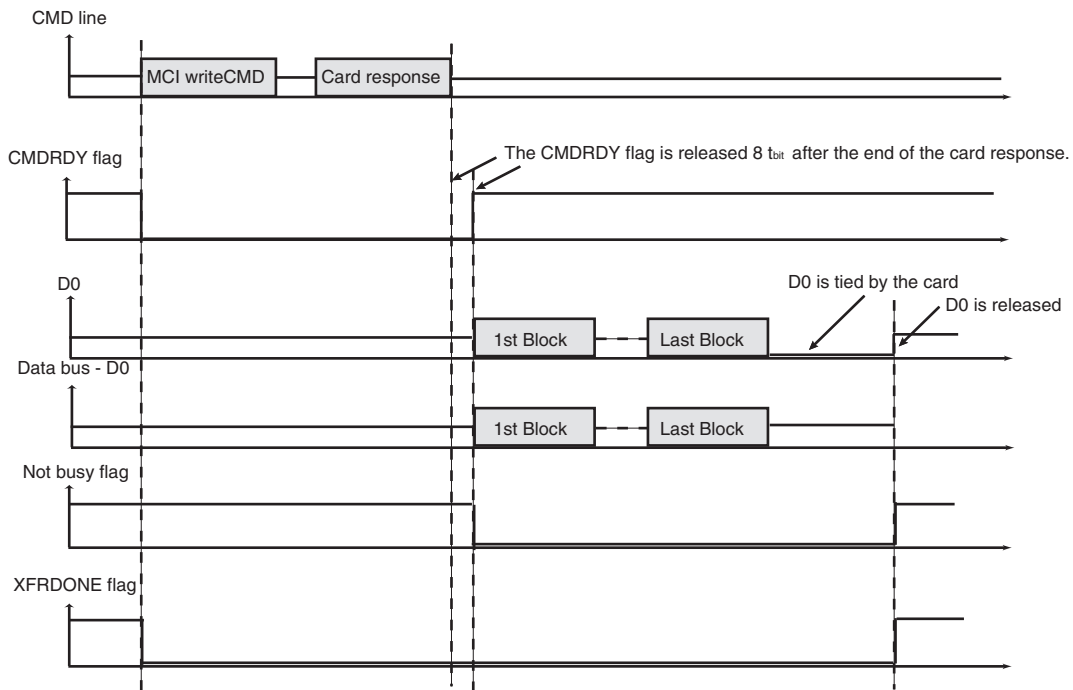 CMD line
MCI writeCMD
Card response
CMDRDY flag
The CMDRDY flag is released 8 tbit after the end of the card response.
D0
D0 is tied by the card
D0 is released
1st Block
Last Block
Data bus - D0
1st Block
Last Block
Not busy flag
XFRDONE flag